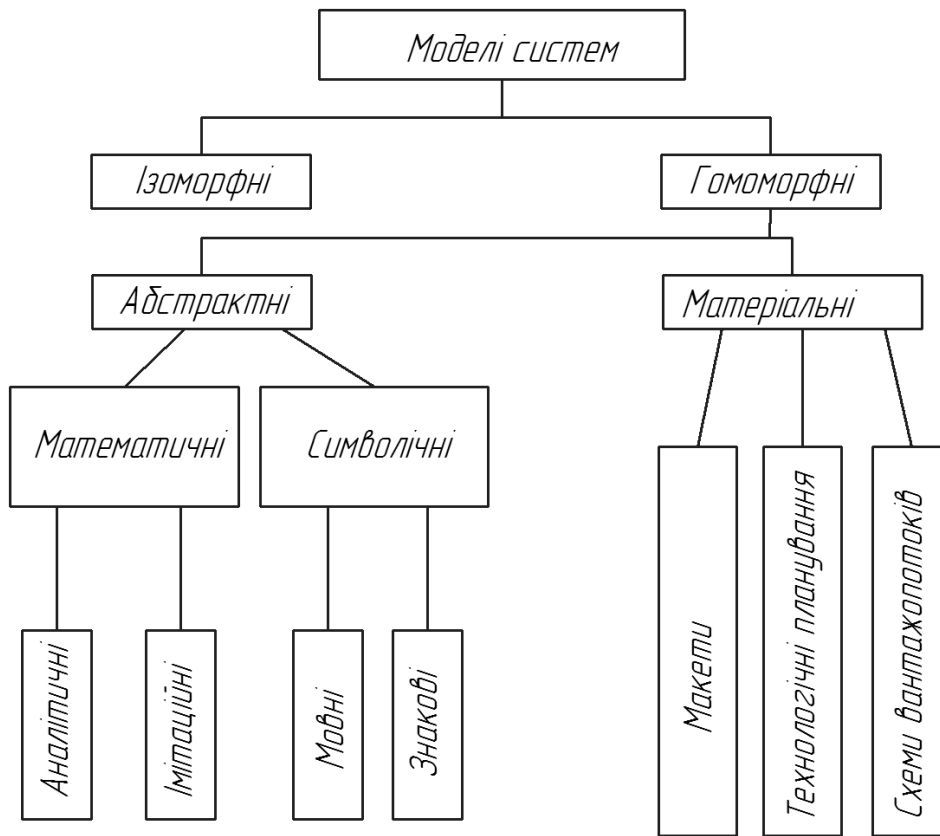 Моделі систем
Ізоморфні
Гомоморфні
Абстрактні
Матеріальні
Математичні
Символічні
Аналітичні
Імітаційні
Мовні
Знакові
Макети
Технологічні планування
Схеми вантажопотоків